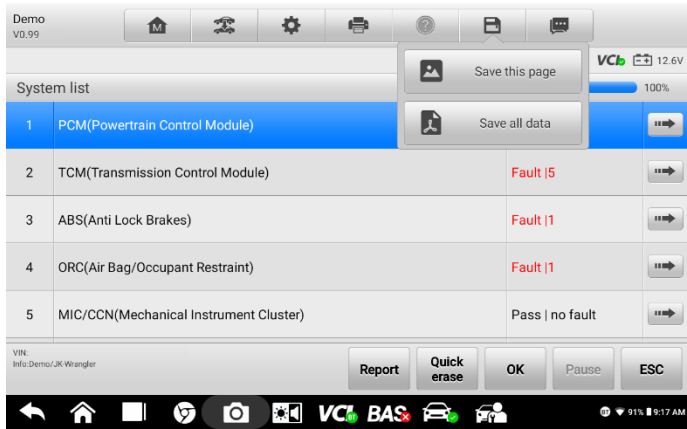 Demo
V0.99
M
?
Save this page
Save all data
VCI
12.6V
System list
100%
1
PCM(Powertrain Control Module)
2
TCM(Transmission Control Module)
Fault |5
3
ABS(Anti Lock Brakes)
Fault |1
4
ORC(Air Bag/Occupant Restraint)
Fault |1
5
MIC/CCN(Mechanical Instrument Cluster)
Pass | no fault
VIN:
Info:Demo/JK-Wrangler
Report
Quick
erase
OK
Pause
ESC
VCI BT
BAS
91% 9:17 AM